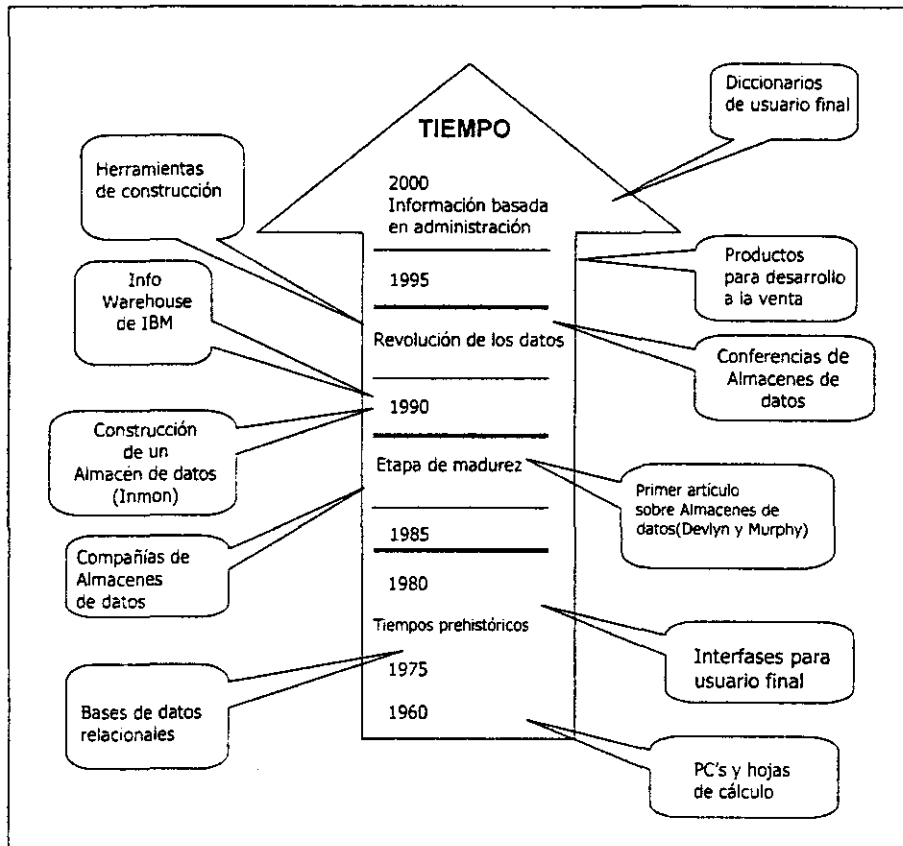 TIEMPO
2000
Información basada
en administración
1995
Revolución de los datos
1990
Etapa de madurez
1985
1980
Tiempos prehistóricos
1975
1960
Herramientas
de construcción
Info
Warehouse
de IBM
Construcción
de un
Almacén de datos
(Inmon)
Compañías de
Almacenes
de datos
Bases de datos
relacionales
Diccionarios
de usuario final
Productos
para desarrollo
a la venta
Conferencias de
Almacenes de
datos
Primer artículo
sobre Almacenes de
datos(Devlyn y Murphy)
Interfases para
usuario final
PC's y hojas
de cálculo